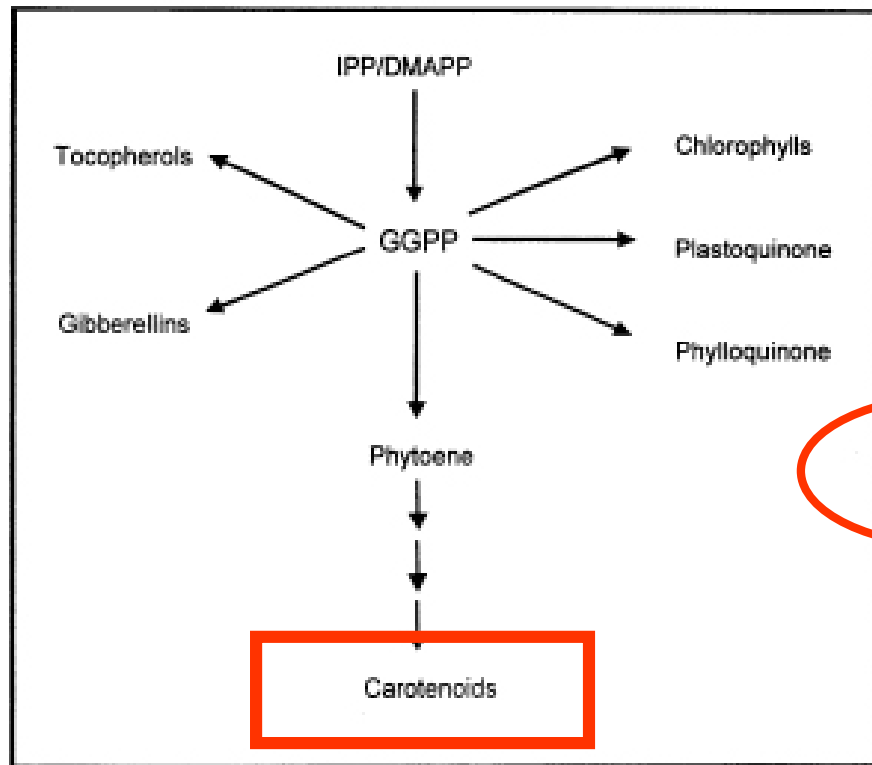 IPP/DMAPP
Tocopherols
Chlorophylls
GGPP
Plastoquinone
Gibberellins
Phylloquinone
Phytoene
Carotenoids